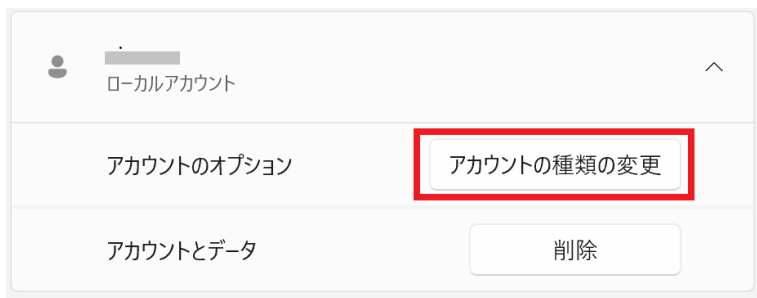 ローカルアカウント
アカウントのオプション
アカウントの種類の変更
アカウントとデータ
削除